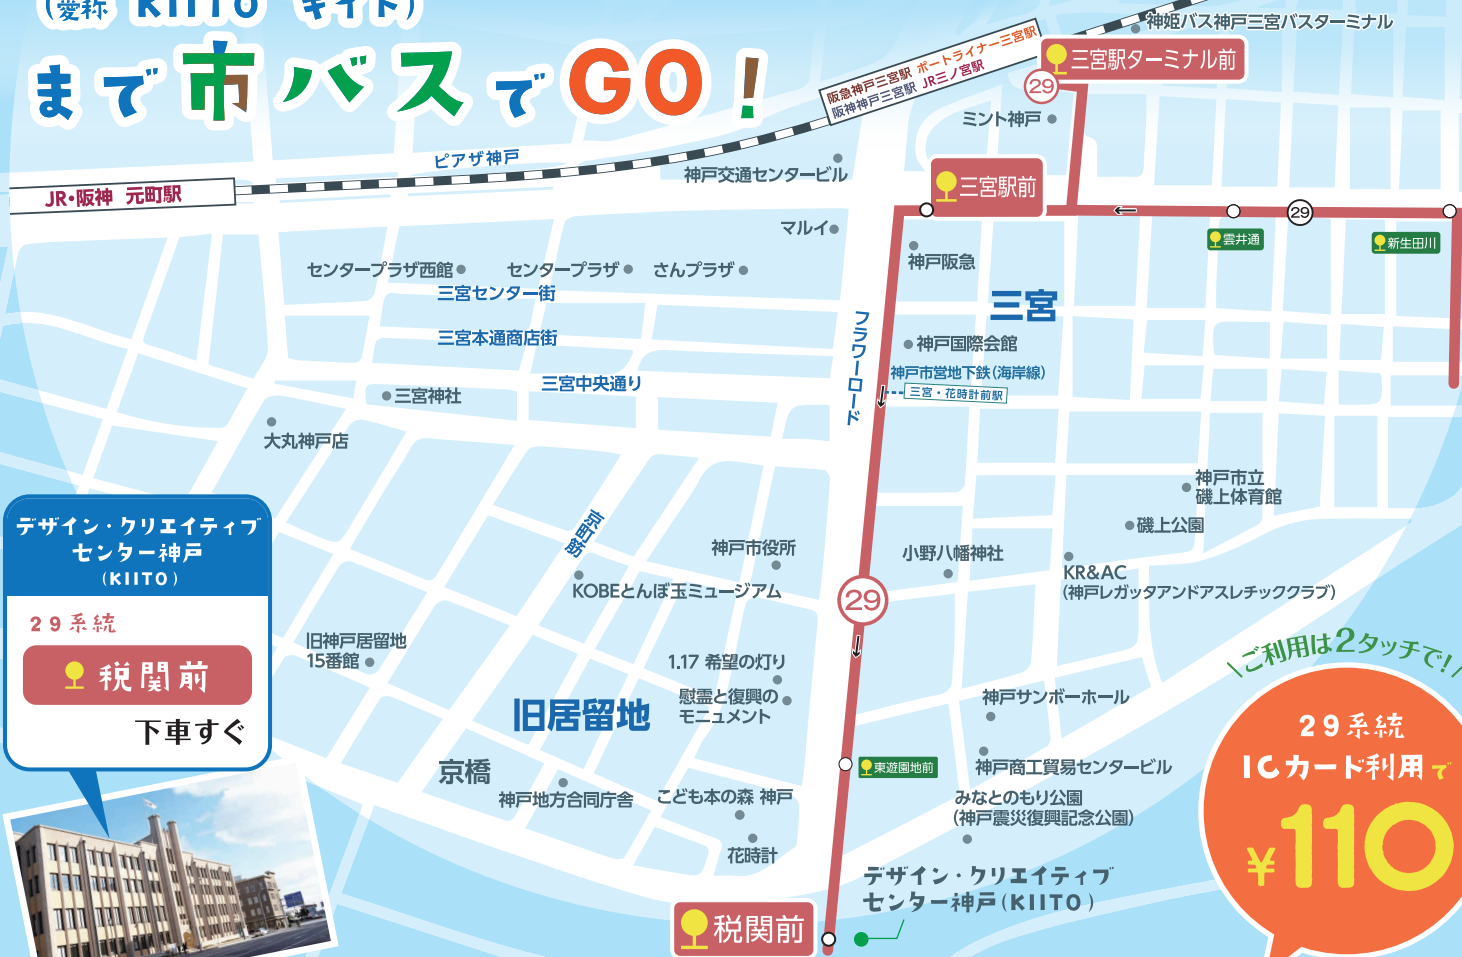 (愛称 KIITO キイト)
まで市バスでGO!
神姫バス神戸三宮バスターミナル
三宮駅ターミナル前
29
阪急神戸三宮駅 ポートライナー三宮駅
阪神神戸三宮駅 JR三ノ宮駅
ミント神戸
ピアザ神戸
神戸交通センタービル
JR・阪神 元町駅
三宮駅前
←
29
雲井通
新生田川
マルイ
神戸阪急
センタープラザ西館
センタープラザ
さんプラザ
三宮センター街
三宮
三宮本通商店街
フラワーロード
神戸国際会館
神戸市営地下鉄(海岸線)
三宮・花時計前駅
三宮中央通り
三宮神社
大丸神戸店
神戸市立
磯上体育館
磯上公園
京町筋
神戸市役所
小野八幡神社
KOBEとんぼ玉ミュージアム
KR&AC
(神戸レガッタアンドアスレチッククラブ)
29
デザイン・クリエイティブ
センター神戸
(KIITO)
29系統
税関前
下車すぐ
旧神戸居留地
15番館
1.17 希望の灯り
慰霊と復興の
モニュメント
旧居留地
神戸サンボーホール
京橋
東遊園地前
神戸商工貿易センタービル
神戸地方合同庁舎
こども本の森 神戸
みなとのもり公園
(神戸震災復興記念公園)
花時計
デザイン・クリエイティブ
センター神戸(KIITO)
税関前
ご利用は2タッチで!
29系統
ICカード利用で
¥110